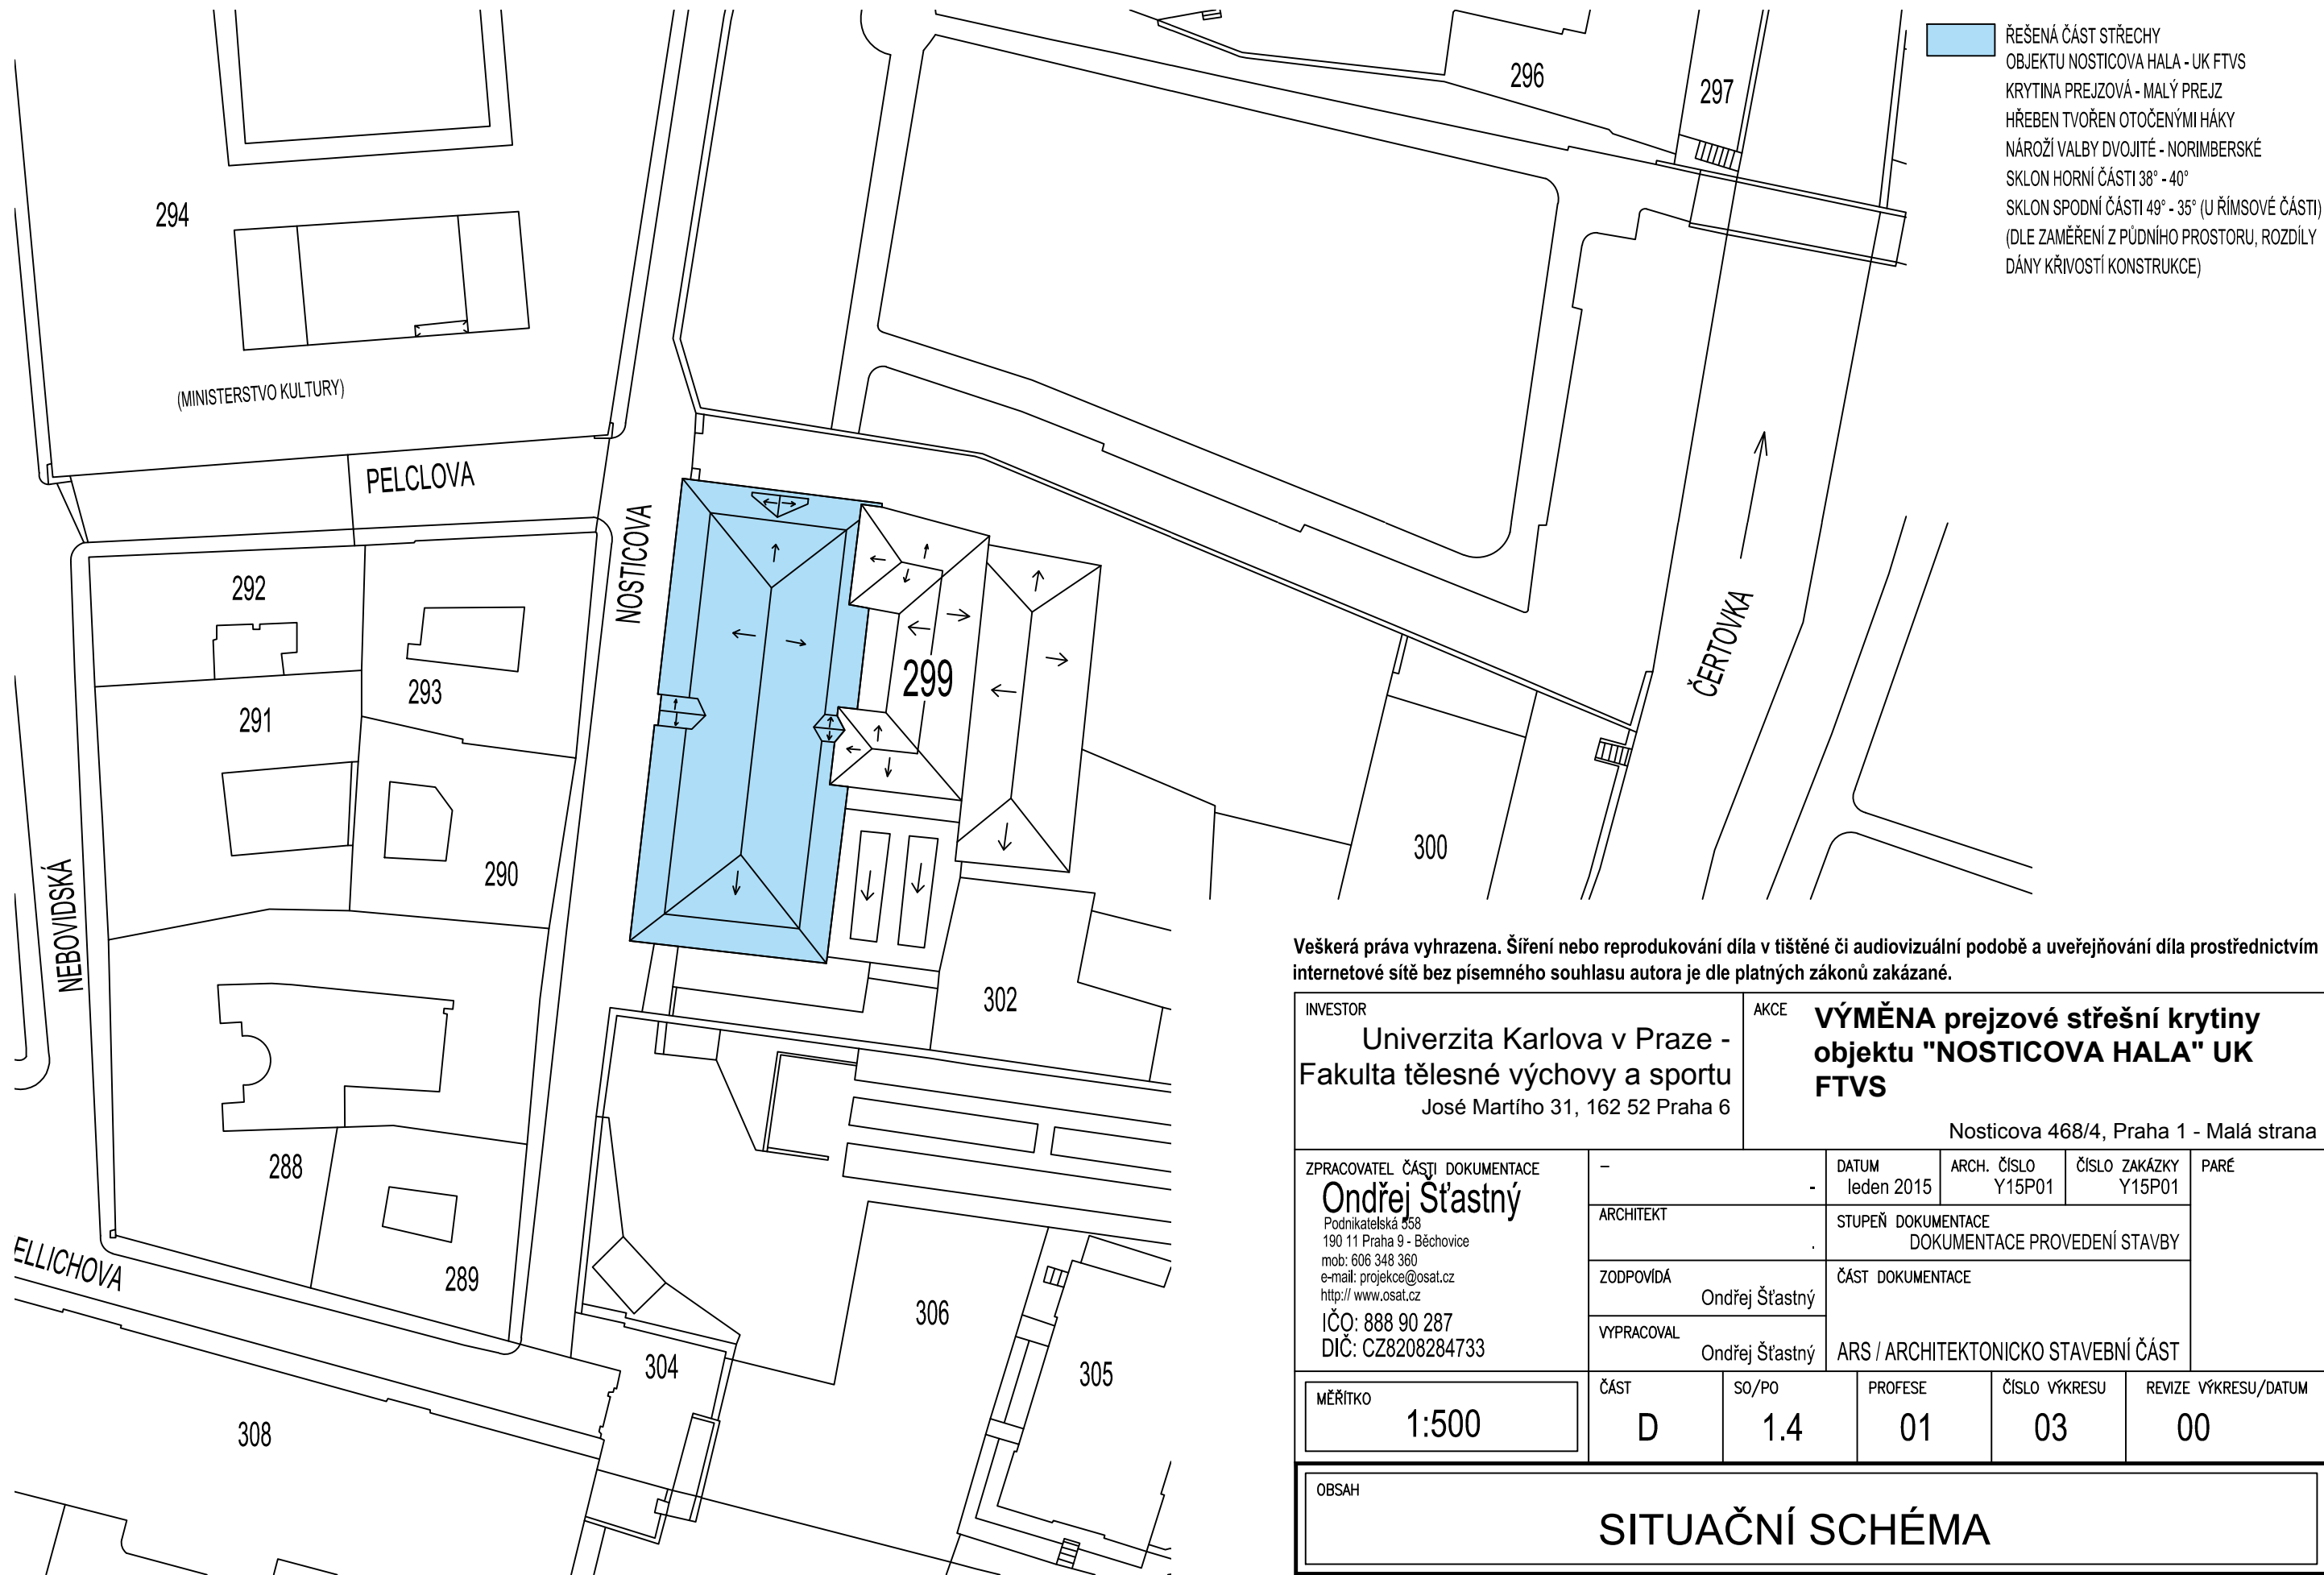 ŘEŠENÁ ČÁST STŘECHY
OBJEKTU NOSTICOVA HALA - UK FTVS
KRYTINA PREJZOVÁ - MALÝ PREJZ
HŘEBEN TVOŘEN OTOČENÝMI HÁKY
NÁROŽÍ VALBY DVOJITÉ - NORIMBERSKÉ
SKLON HORNÍ ČÁSTI 38° - 40°
SKLON SPODNÍ ČÁSTI 49° - 35° (U ŘÍMSOVÉ ČÁSTI)
(DLE ZAMĚŘENÍ Z PŮDNÍHO PROSTORU, ROZDÍLY
DÁNY KŘIVOSTÍ KONSTRUKCE)
296
297
294
(MINISTERSTVO KULTURY)
PELCLOVA
NOSTICOVA
292
293
291
299
ČERTOVKA
290
300
NEBOVIDSKÁ
302
288
289
ELLICHOVA
306
304
305
308
Veškerá práva vyhrazena. Šíření nebo reprodukování díla v tištěné či audiovizuální podobě a uveřejňování díla prostřednictvím
internetové sítě bez písemného souhlasu autora je dle platných zákonů zakázané.
INVESTOR
Univerzita Karlova v Praze -
Fakulta tělesné výchovy a sportu
José Martího 31, 162 52 Praha 6
AKCE
VÝMĚNA prejzové střešní krytiny
objektu "NOSTICOVA HALA" UK
FTVS
Nosticova 468/4, Praha 1 - Malá strana
ZPRACOVATEL ČÁSTI DOKUMENTACE
Ondřej Šťastný
Podnikatelská 558
190 11 Praha 9 - Běchovice
mob: 606 348 360
e-mail: projekce@osat.cz
http:// www.osat.cz
IČO: 888 90 287
DIČ: CZ8208284733
–
-
ARCHITEKT
.
ZODPOVÍDÁ
Ondřej Šťastný
VYPRACOVAL
Ondřej Šťastný
DATUM
leden 2015
ARCH. ČÍSLO
Y15P01
ČÍSLO ZAKÁZKY
Y15P01
PARÉ
STUPEŇ DOKUMENTACE
DOKUMENTACE PROVEDENÍ STAVBY
ČÁST DOKUMENTACE
ARS / ARCHITEKTONICKO STAVEBNÍ ČÁST
MĚŘÍTKO
1:500
ČÁST
D
SO/PO
1.4
PROFESE
01
ČÍSLO VÝKRESU
03
REVIZE VÝKRESU/DATUM
00
OBSAH
SITUAČNÍ SCHÉMA